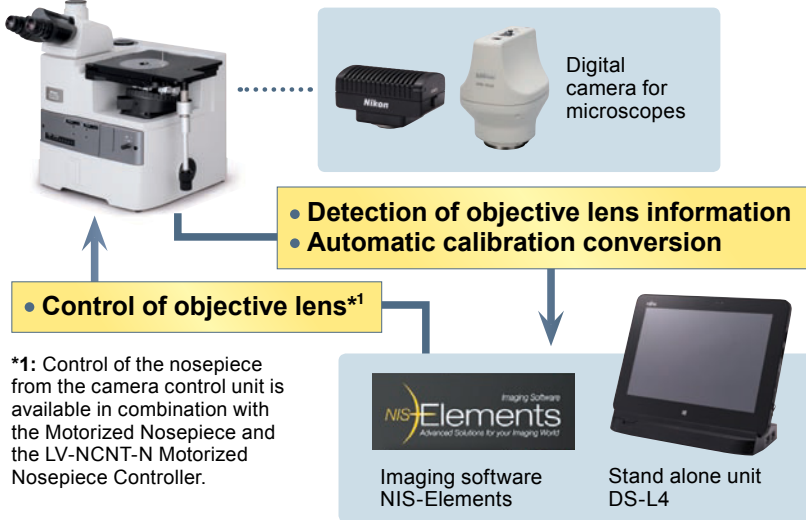 Nikon
Digital
camera for
microscopes
• Detection of objective lens information
• Automatic calibration conversion
• Control of objective lens*1
*1: Control of the nosepiece
from the camera control unit is
available in combination with
the Motorized Nosepiece and
the LV-NCNT-N Motorized
Nosepiece Controller.
Imaging Software
NIS-Elements
Advanced Solutions for your Imaging World
Imaging software
NIS-Elements
Stand alone unit
DS-L4